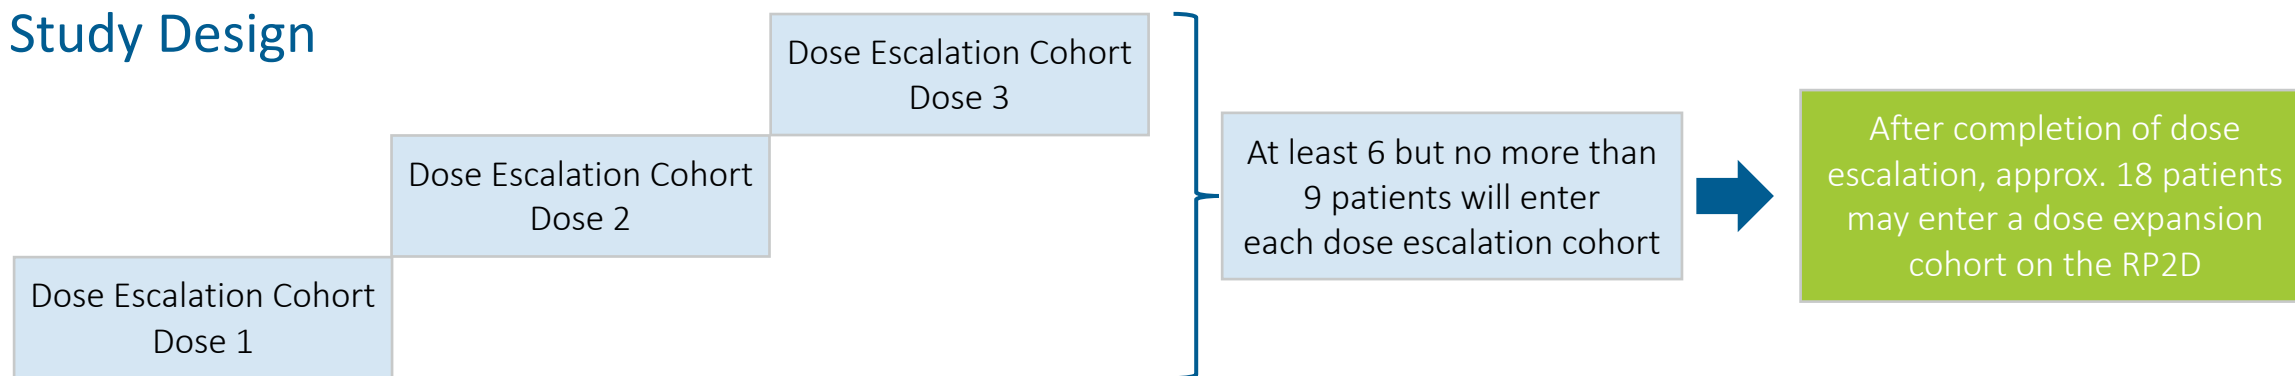 Study Design
Dose Escalation Cohort
Dose 3
Dose Escalation Cohort
Dose 2
Dose Escalation Cohort
Dose 1
At least 6 but no more than
9 patients will enter
each dose escalation cohort
After completion of dose
escalation, approx. 18 patients
may enter a dose expansion
cohort on the RP2D